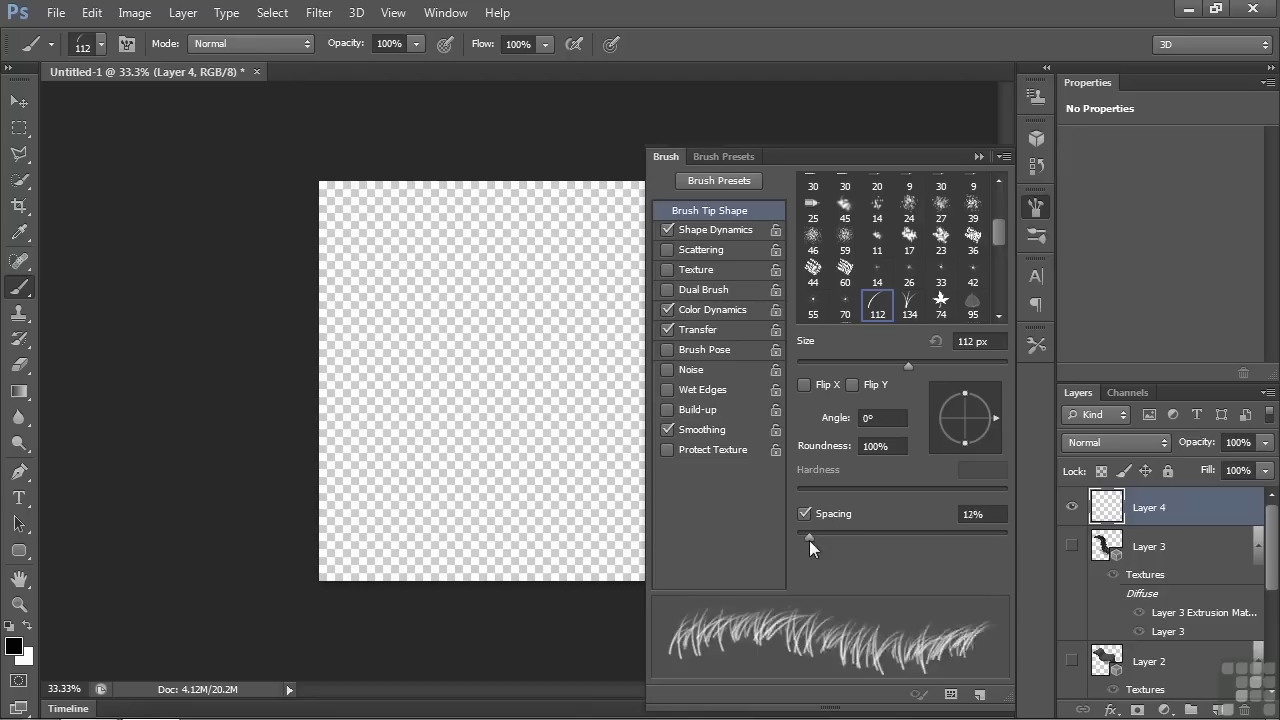 Ps File Edit Image Layer Type Select Filter 3D View Window Help
112 Mode: Normal Opacity: 100% Flow: 100% 3D
Untitled-1 @ 33.3% (Layer 4, RGB/8) * ×
Properties
No Properties
Brush Brush Presets
Brush Presets
Brush Tip Shape
Shape Dynamics
Scattering
Texture
Dual Brush
Color Dynamics
Transfer
Brush Pose
Noise
Wet Edges
Build-up
Smoothing
Protect Texture
30 30 20 9 30 9
25 45 14 24 27 39
46 59 11 17 23 36
44 60 14 26 33 42
55 70 112 134 74 95
Size 112 px
Flip X Flip Y
Angle: 0º
Roundness: 100%
Hardness
Spacing 12%
Layers Channels
Kind
Normal Opacity: 100%
Lock: Fill: 100%
Layer 4
Layer 3
Textures
Diffuse
Layer 3 Extrusion Mat...
Layer 3
Layer 2
Textures
33.33% Doc: 4.12M/20.2M
Timeline